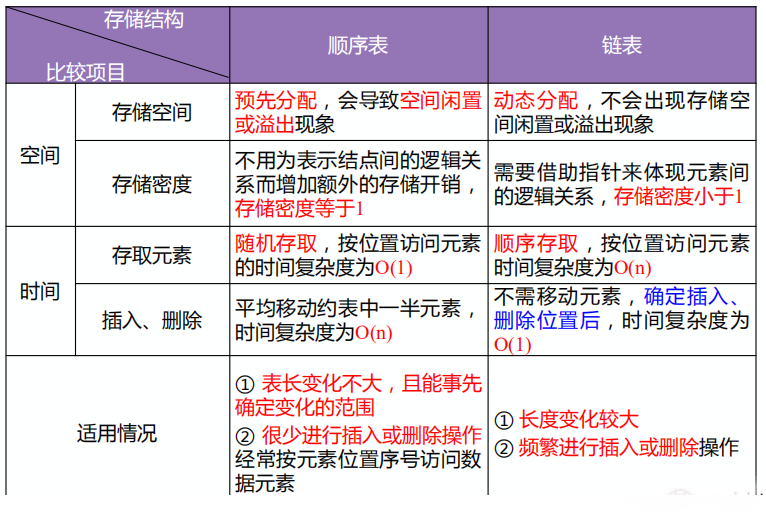 存储结构
比较项目
顺序表
链表
空间
存储空间
预先分配，会导致空间闲置
或溢出现象
动态分配，不会出现存储空
间闲置或溢出现象
存储密度
不用为表示结点间的逻辑关
系而增加额外的存储开销，
存储密度等于1
需要借助指针来体现元素间
的逻辑关系，存储密度小于1
时间
存取元素
随机存取，按位置访问元素
的时间复杂度为O(1)
顺序存取，按位置访问元素
时间复杂度为O(n)
插入、删除
平均移动约表中一半元素，
时间复杂度为O(n)
不需移动元素，确定插入、
删除位置后，时间复杂度为
O(1)
适用情况
① 表长变化不大，且能事先
确定变化的范围
② 很少进行插入或删除操作
经常按元素位置序号访问数
据元素
① 长度变化较大
② 频繁进行插入或删除操作